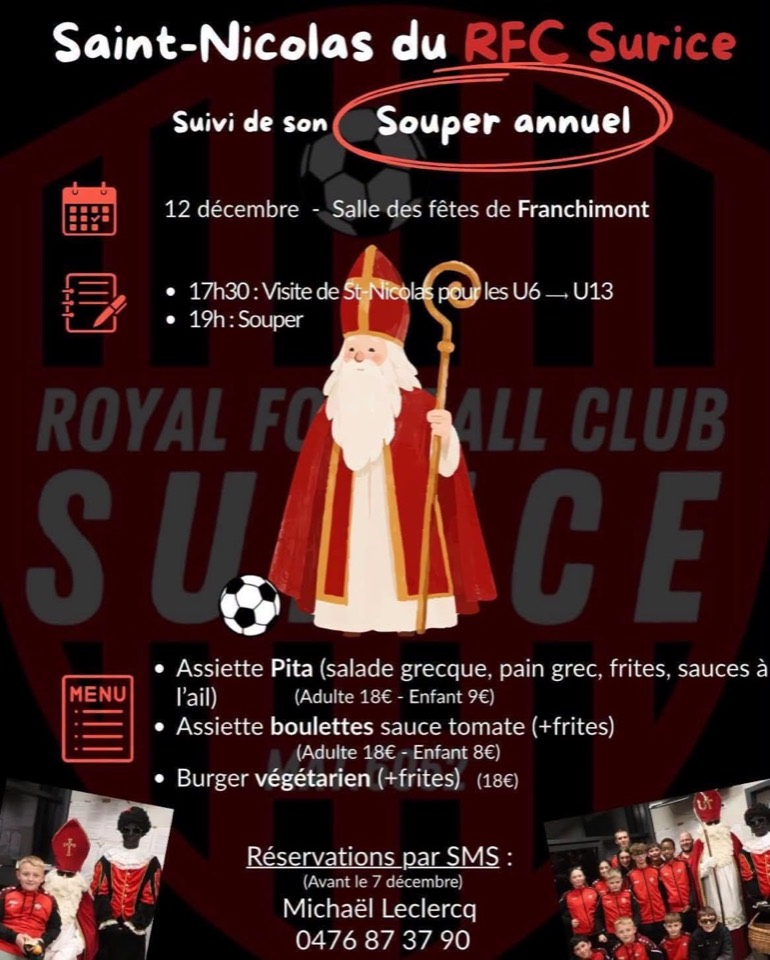 Saint-Nicolas du RFC Surice
Suivi de son Souper annuel
12 décembre - Salle des fêtes de Franchimont
• 17h30 : Visite de St-Nicolas pour les U6 → U13
• 19h : Souper
ROYAL FO ALL CLUB
SU CE
MENU
• Assiette Pita (salade grecque, pain grec, frites, sauces à
l'ail) (Adulte 18€ - Enfant 9€)
• Assiette boulettes sauce tomate (+frites)
(Adulte 18€ - Enfant 8€)
• Burger végétarien (+frites) (18€)
Réservations par SMS :
(Avant le 7 décembre)
Michaël Leclercq
0476 87 37 90